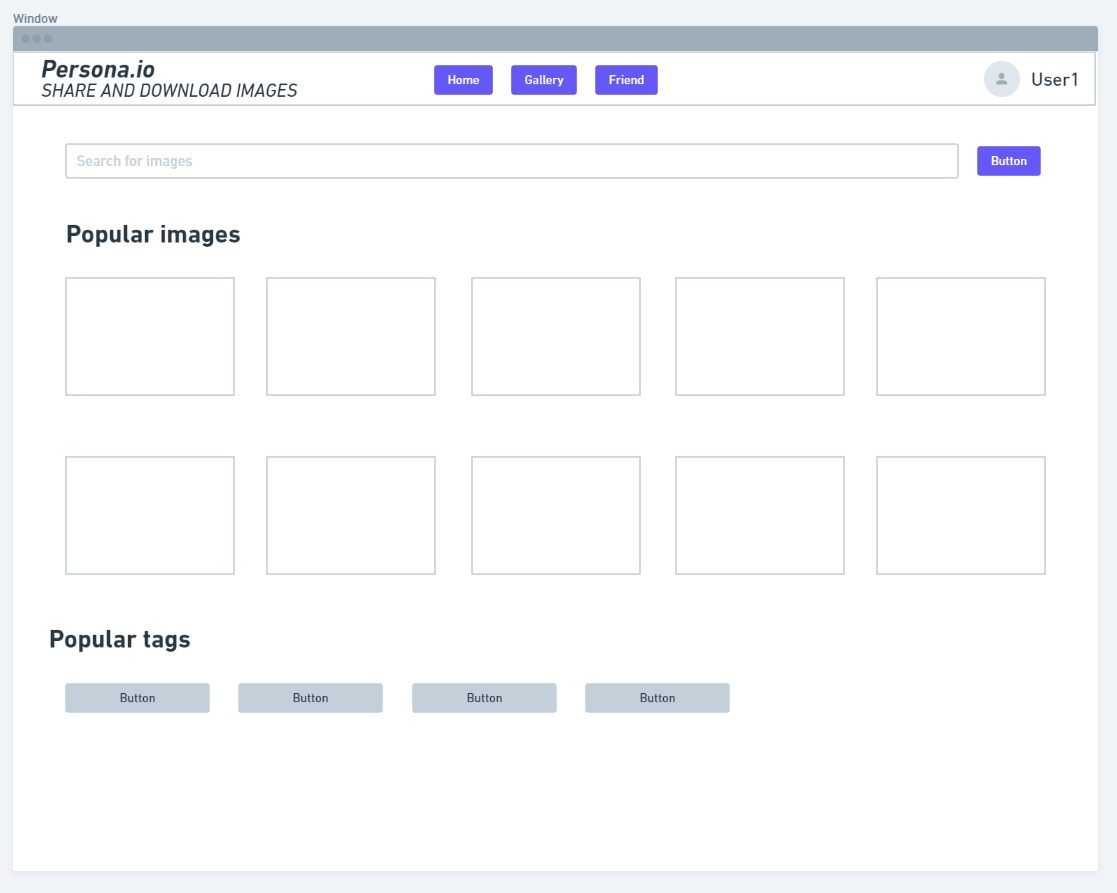 Window
Persona.io
SHARE AND DOWNLOAD IMAGES
Home Gallery Friend
User1
Search for images
Button
Popular images
Popular tags
Button Button Button Button